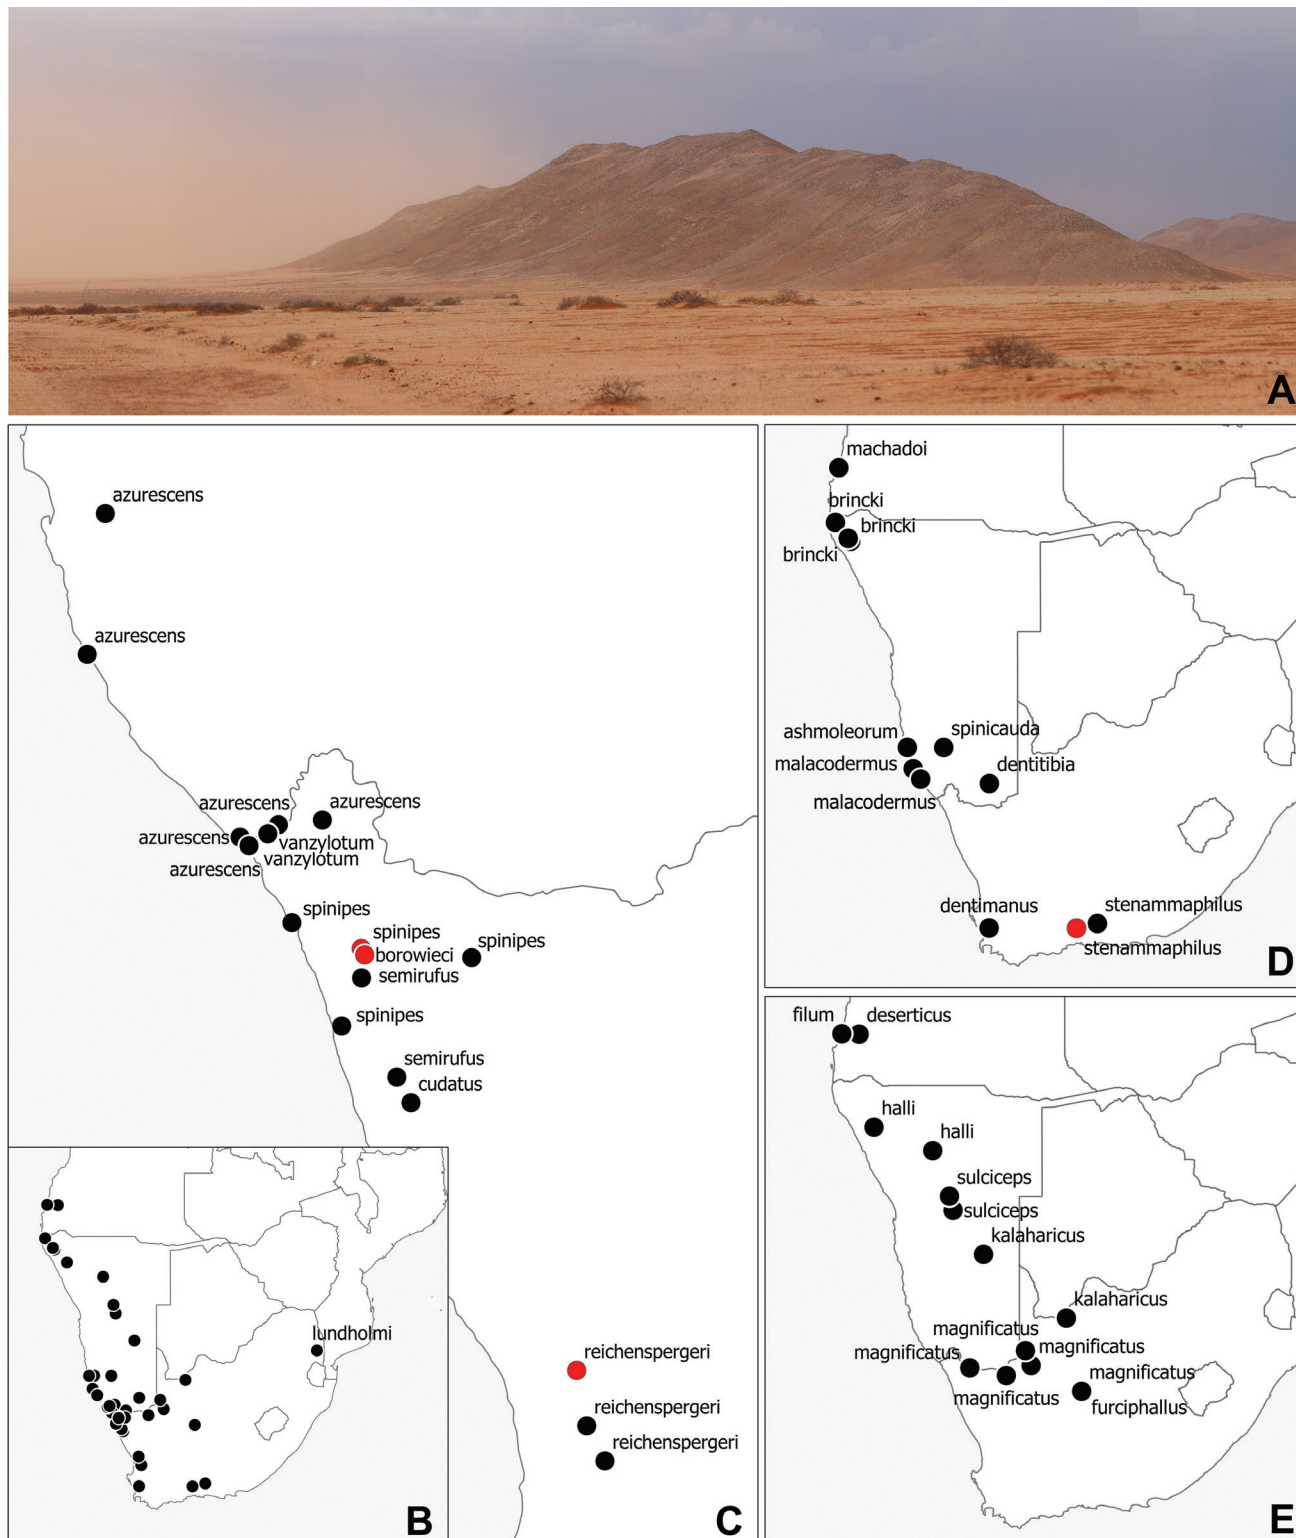 A
azurescens
azurescens
azurescens
azurescens
azurescens
vanzylotum
vanzylotum
azurescens
spinipes
spinipes
borowieci
spinipes
semirufus
spinipes
semirufus
cudatus
reichenspergeri
reichenspergeri
reichenspergeri
C
lundholmi
B
machadoi
brincki
brincki
brincki
ashmoleorum
spinicauda
malacodermus
dentitibia
malacodermus
dentimanus
stenammaphilus
stenammaphilus
D
filum
deserticus
halli
halli
sulciceps
sulciceps
kalaharicus
kalaharicus
magnificatus
magnificatus
magnificatus
magnificatus
magnificatus
furciphallus
E